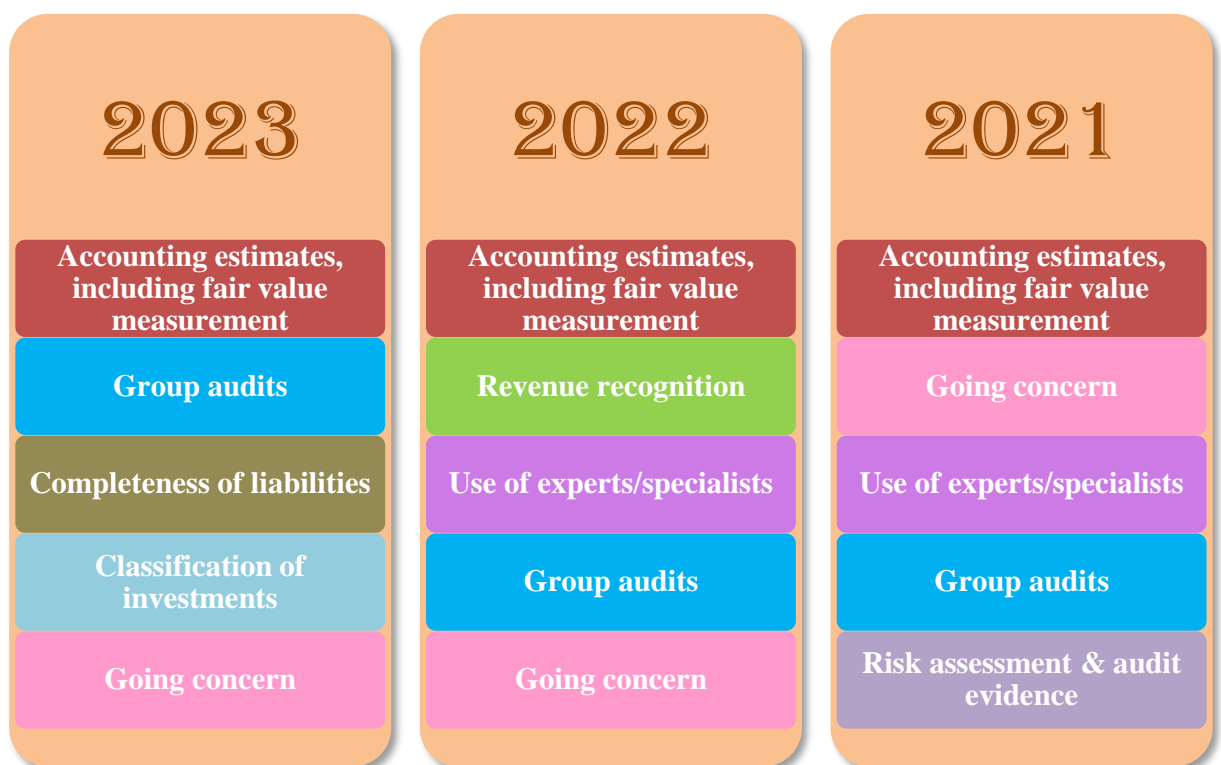 2023
Accounting estimates,
including fair value
measurement
Group audits
Completeness of liabilities
Classification of
investments
Going concern
2022
Accounting estimates,
including fair value
measurement
Revenue recognition
Use of experts/specialists
Group audits
Going concern
2021
Accounting estimates,
including fair value
measurement
Going concern
Use of experts/specialists
Group audits
Risk assessment & audit
evidence